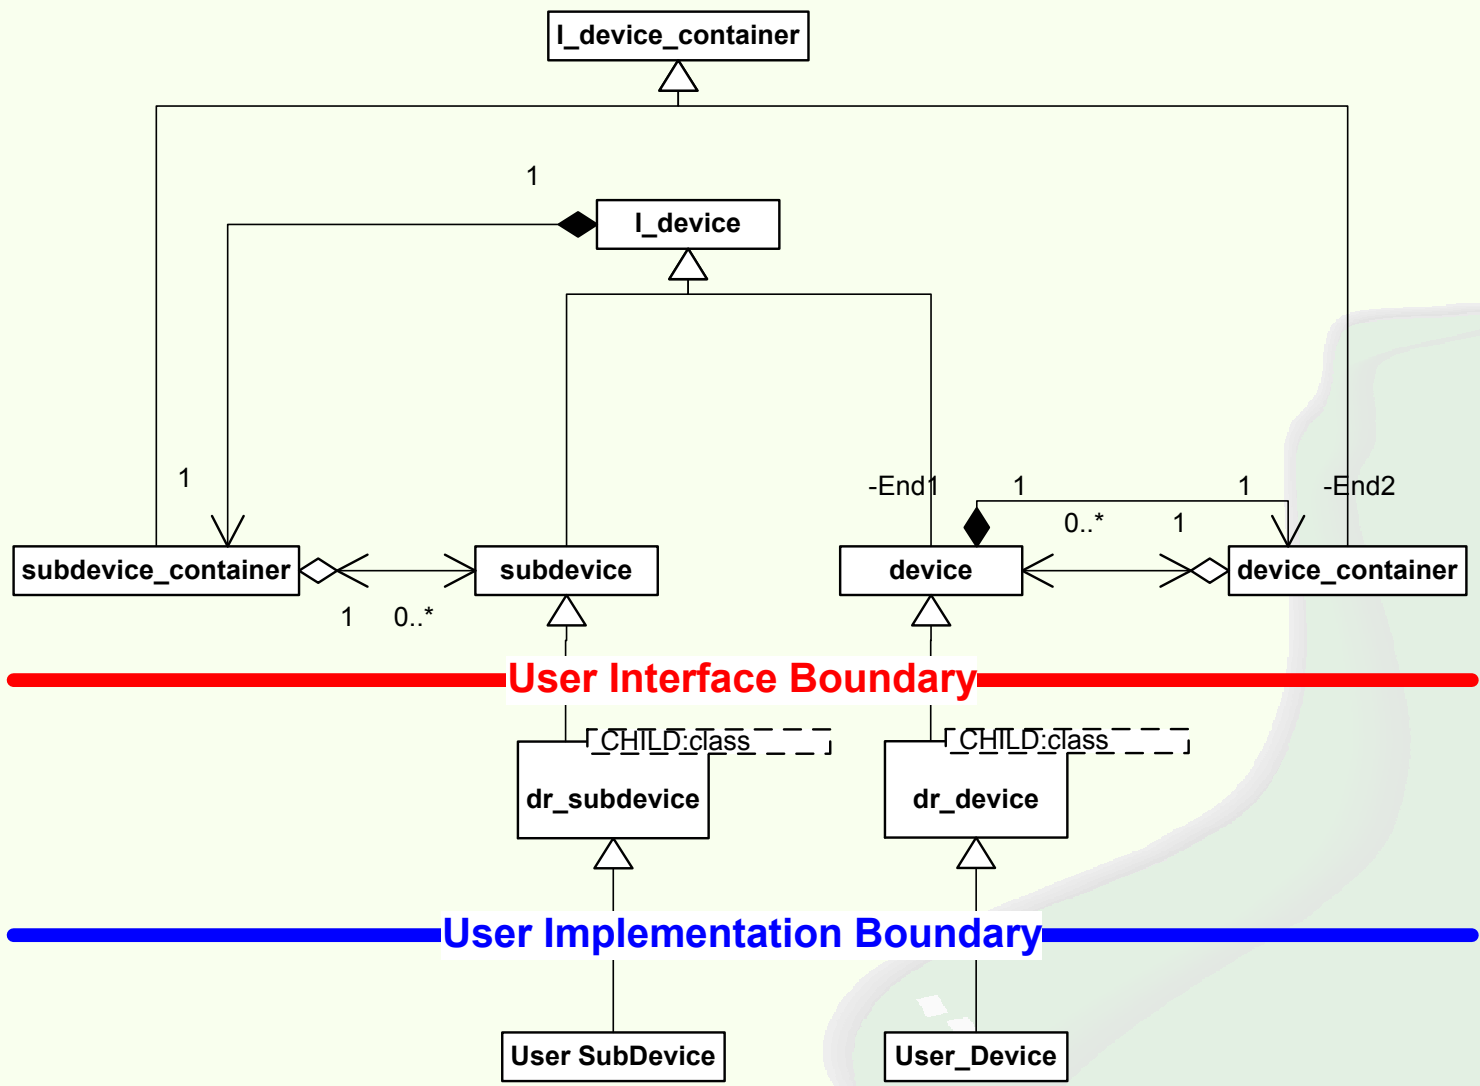 I_device_container
1
I_device
1
-End1
1
1
-End2
0..*
1
subdevice_container
subdevice
device
device_container
1
0..*
User Interface Boundary
CHILD:class
CHILD:class
dr_subdevice
dr_device
User Implementation Boundary
User SubDevice
User_Device